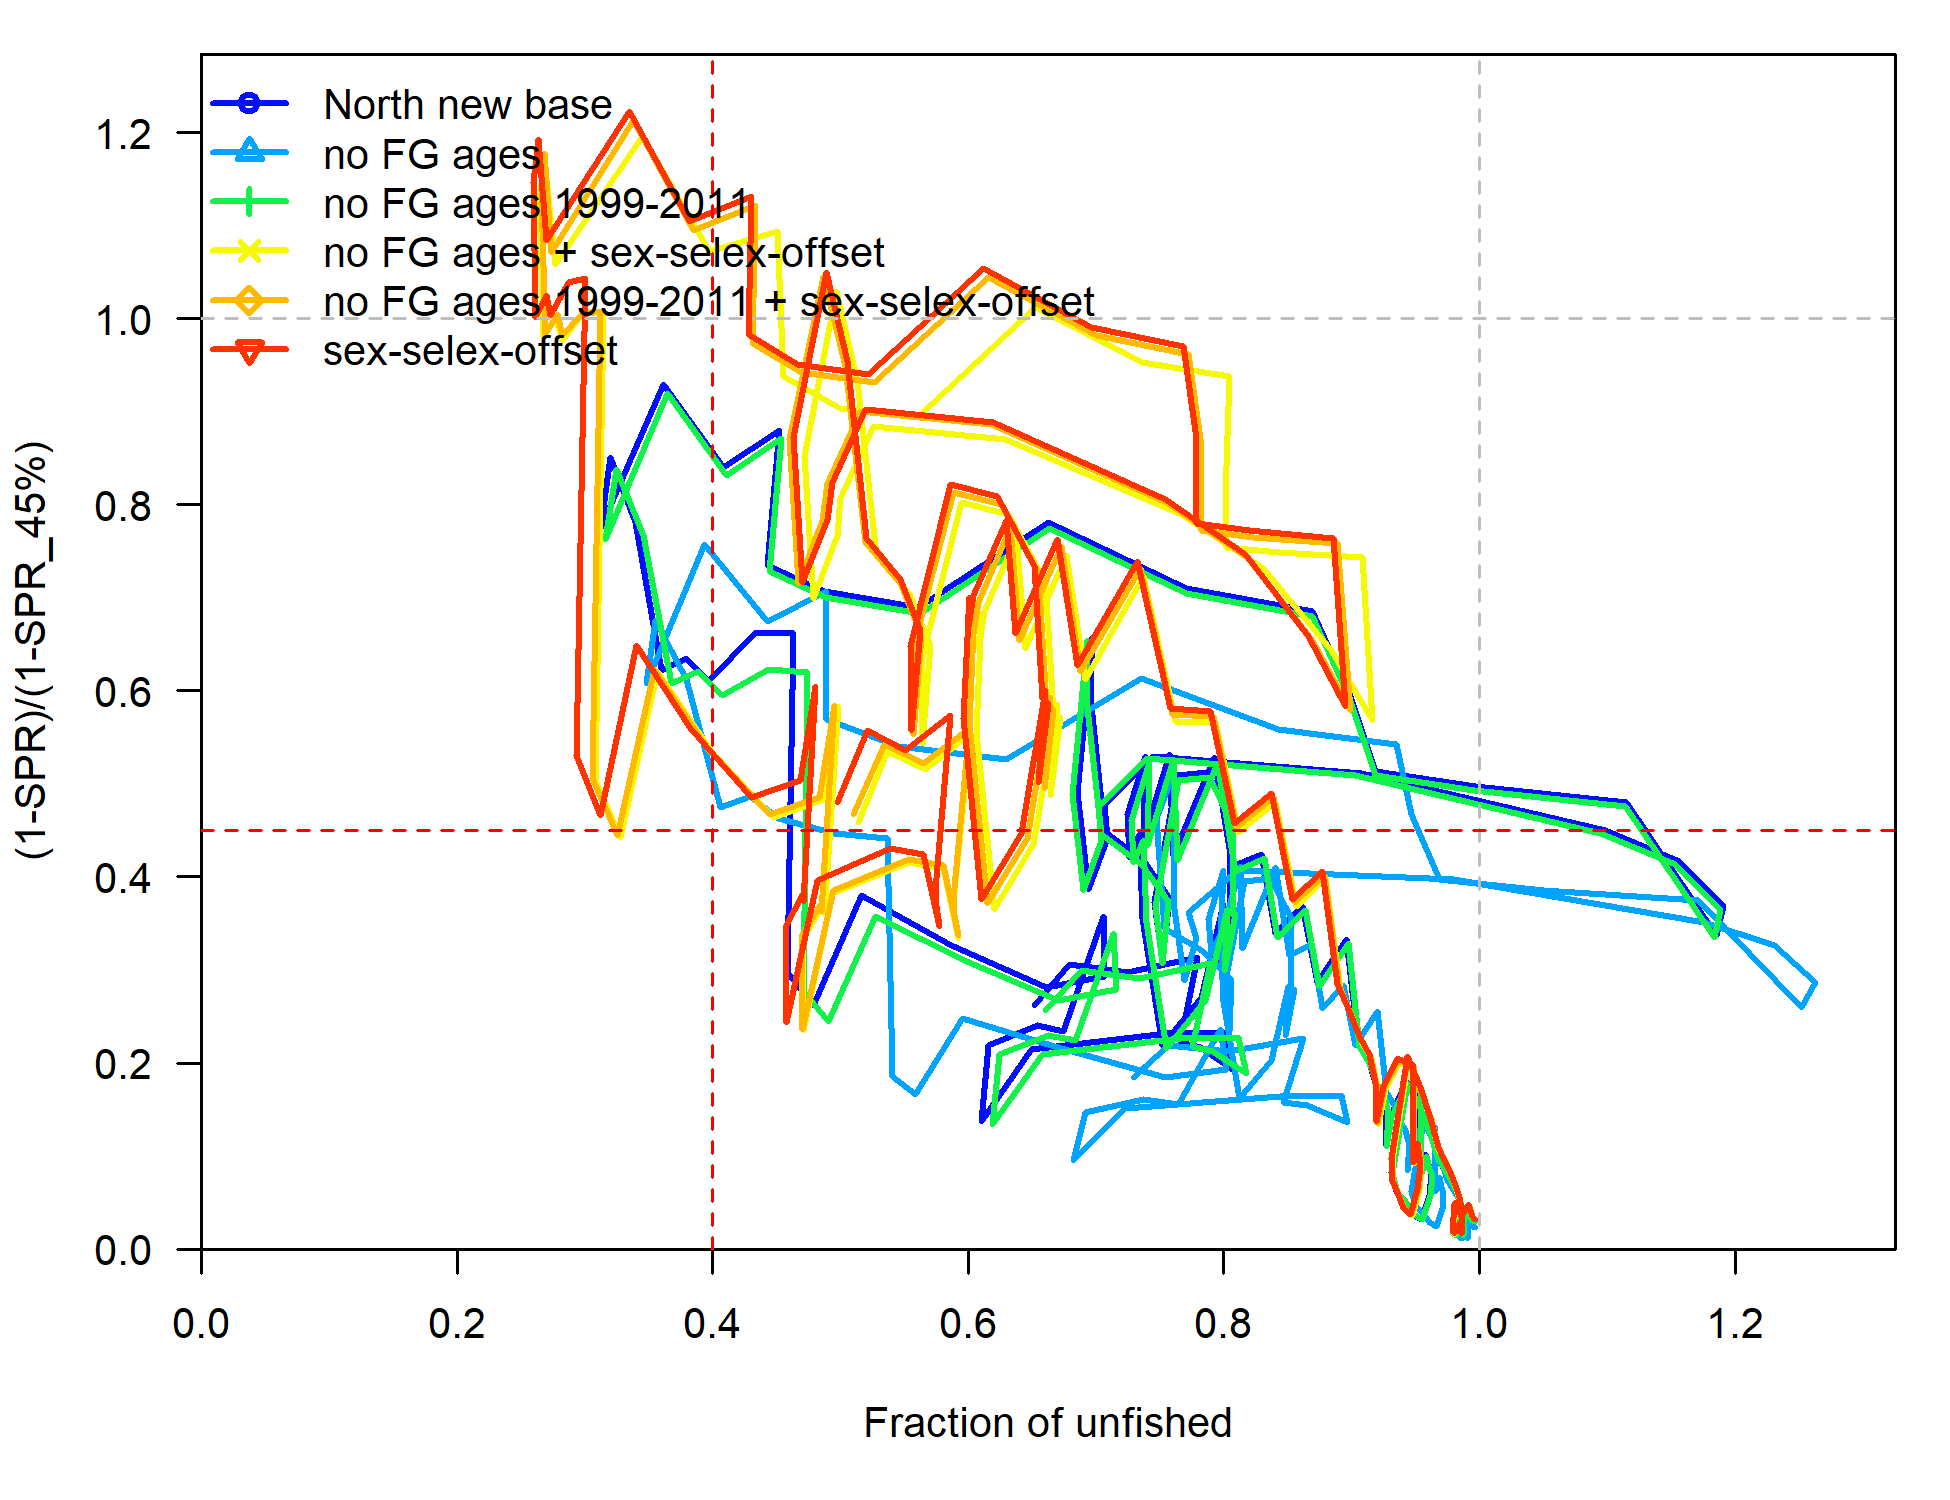 North new base
no FG ages
no FG ages 1999-2011
no FG ages + sex-selex-offset
no FG ages 1999-2011 + sex-selex-offset
sex-selex-offset
1.2
1.0
0.8
0.6
0.4
0.2
0.0
(1-SPR)/(1-SPR_45%)
0.0 0.2 0.4 0.6 0.8 1.0 1.2
Fraction of unfished